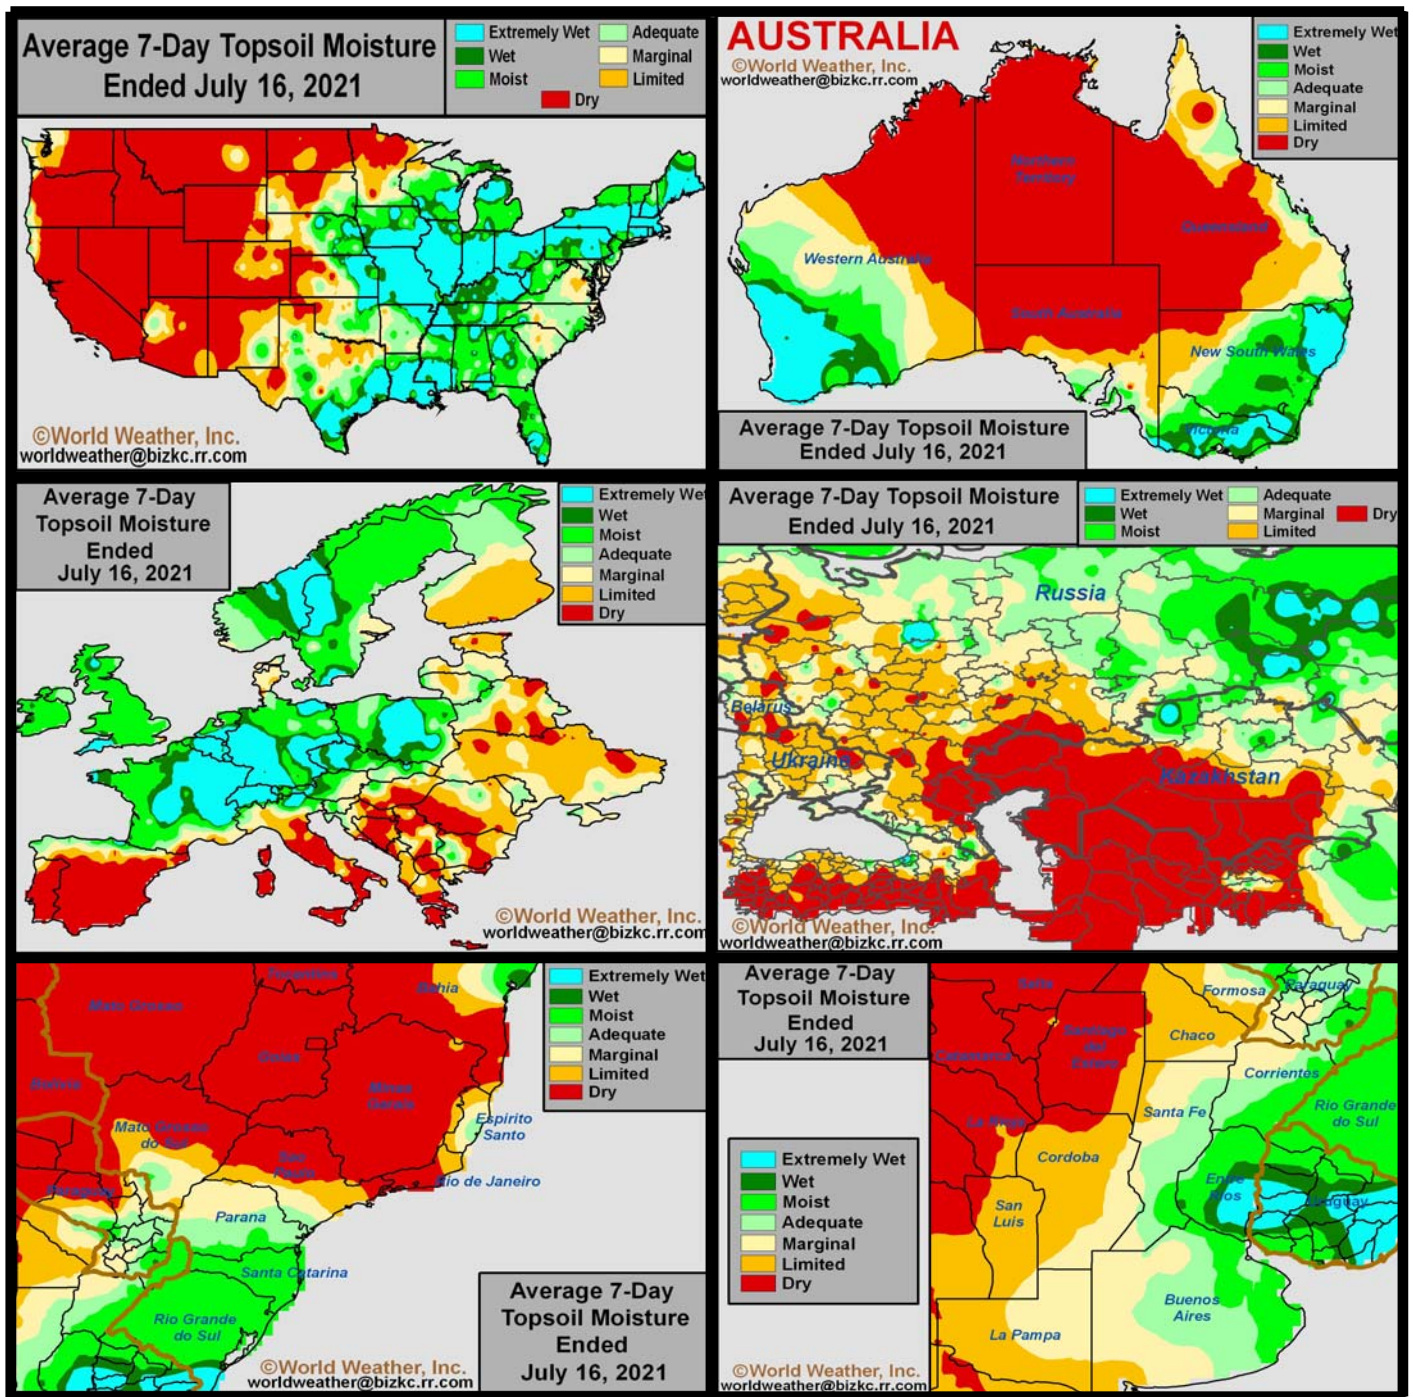 Average 7-Day Topsoil Moisture
Ended July 16, 2021
Extremely Wet
Adequate
Wet
Marginal
Moist
Limited
Dry
©World Weather, Inc.
worldweather@bizkc.rr.com
AUSTRALIA
©World Weather, Inc.
worldweather@bizkc.rr.com
Extremely Wet
Wet
Moist
Adequate
Marginal
Limited
Dry
Northern
Territory
Queensland
Western Australia
South Australia
New South Wales
Victoria
Average 7-Day Topsoil Moisture
Ended July 16, 2021
Average 7-Day
Topsoil Moisture
Ended
July 16, 2021
Extremely Wet
Wet
Moist
Adequate
Marginal
Limited
Dry
©World Weather, Inc.
worldweather@bizkc.rr.com
Average 7-Day Topsoil Moisture
Ended July 16, 2021
Extremely Wet
Adequate
Wet
Marginal
Dry
Moist
Limited
Russia
Belarus
Ukraine
Kazakhstan
©World Weather, Inc.
worldweather@bizkc.rr.com
Tocantins
Bahia
Mato Grosso
Goias
Bolivia
Minas
Gerais
Espirito
Santo
Mato Grosso
do Sul
Sao
Paulo
Paraguay
Rio de Janeiro
Parana
Santa Catarina
Rio Grande
do Sul
Extremely Wet
Wet
Moist
Adequate
Marginal
Limited
Dry
Average 7-Day
Topsoil Moisture
Ended
July 16, 2021
©World Weather, Inc.
worldweather@bizkc.rr.com
Average 7-Day
Topsoil Moisture
Ended
July 16, 2021
Salta
Formosa
Paraguay
Santiago
del
Estero
Chaco
Catamarca
Corrientes
Santa Fe
Rio Grande
do Sul
La Rioja
Cordoba
Entre
Rios
Uruguay
San
Luis
Buenos
Aires
La Pampa
Extremely Wet
Wet
Moist
Adequate
Marginal
Limited
Dry
©World Weather, Inc.
worldweather@bizkc.rr.com